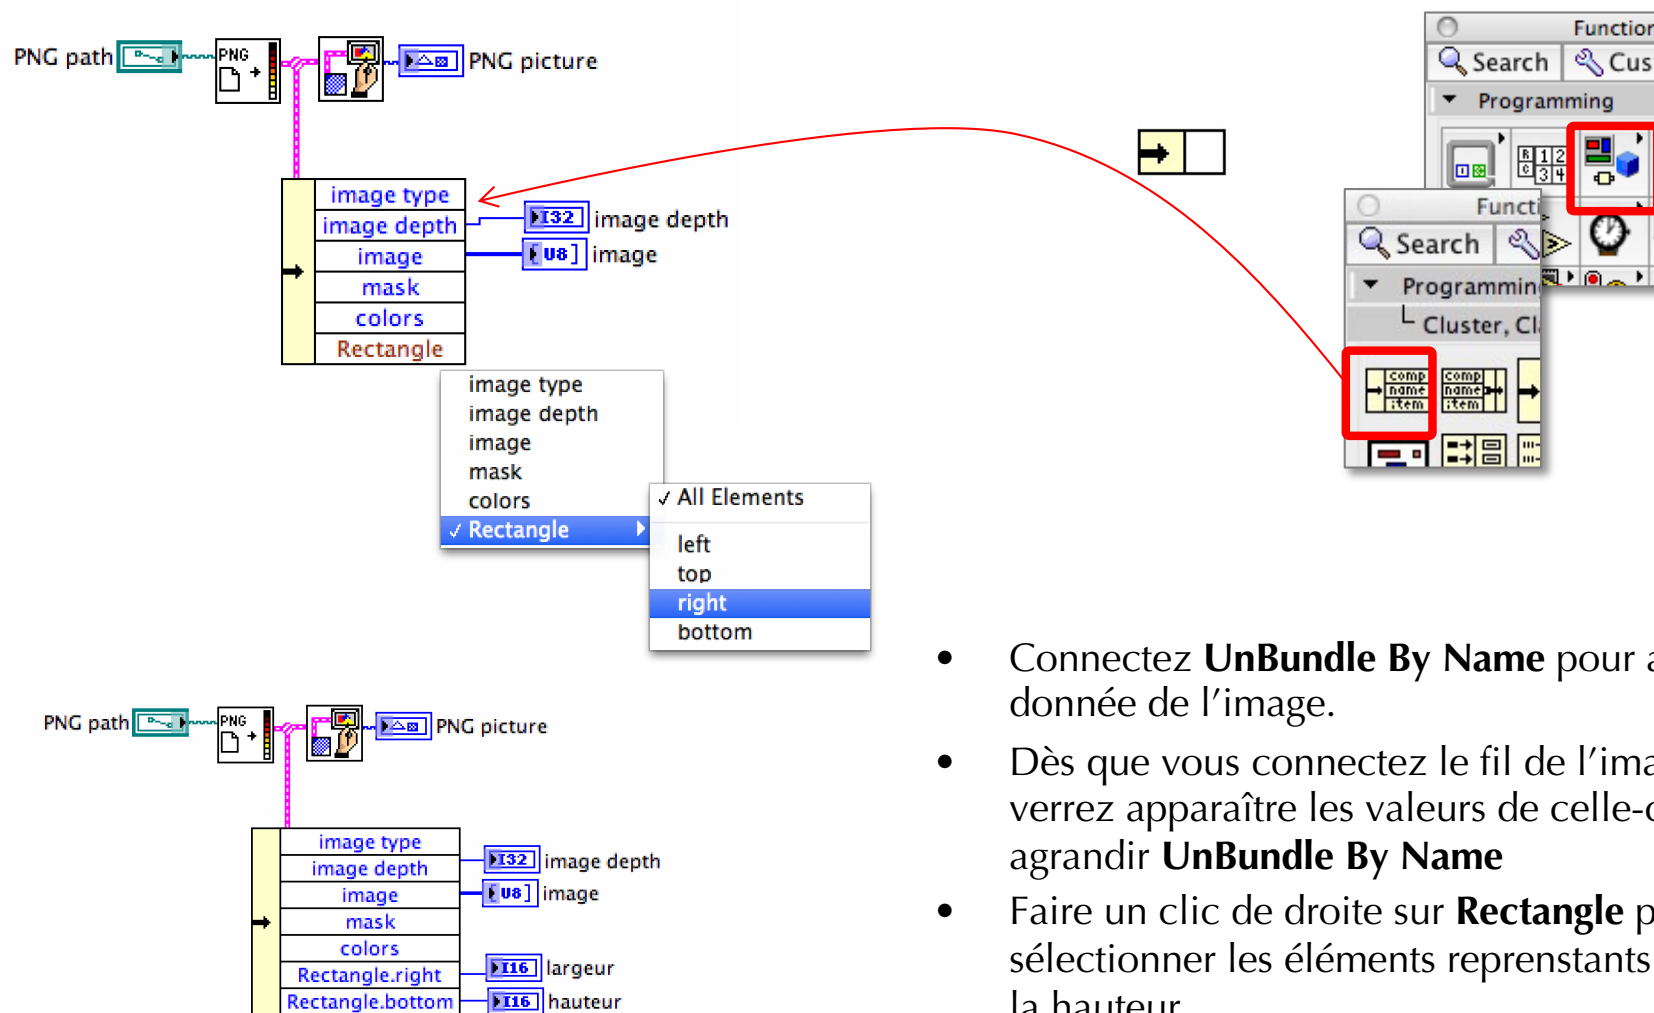 PNG path
PNG
PNG picture
image type
image depth
image
mask
colors
Rectangle
I32
image depth
U8
image
image type
image depth
image
mask
colors
✓ Rectangle
✓ All Elements
left
top
right
bottom
Search
Programming
Search
Cluster,
comp
name
item
comp
name
item
• Connectez UnBundle By Name pour
donnée de l’image.
• Dès que vous connectez le fil de
verrez apparaître les valeurs de
agrandir UnBundle By Name
• Faire un clic de droite sur Rectangle
sélectionner les éléments reprenstants
la hauteur
PNG path
PNG
PNG picture
image type
image depth
image
mask
colors
Rectangle.right
Rectangle.bottom
I32
image depth
U8
image
I16
largeur
I16
hauteur